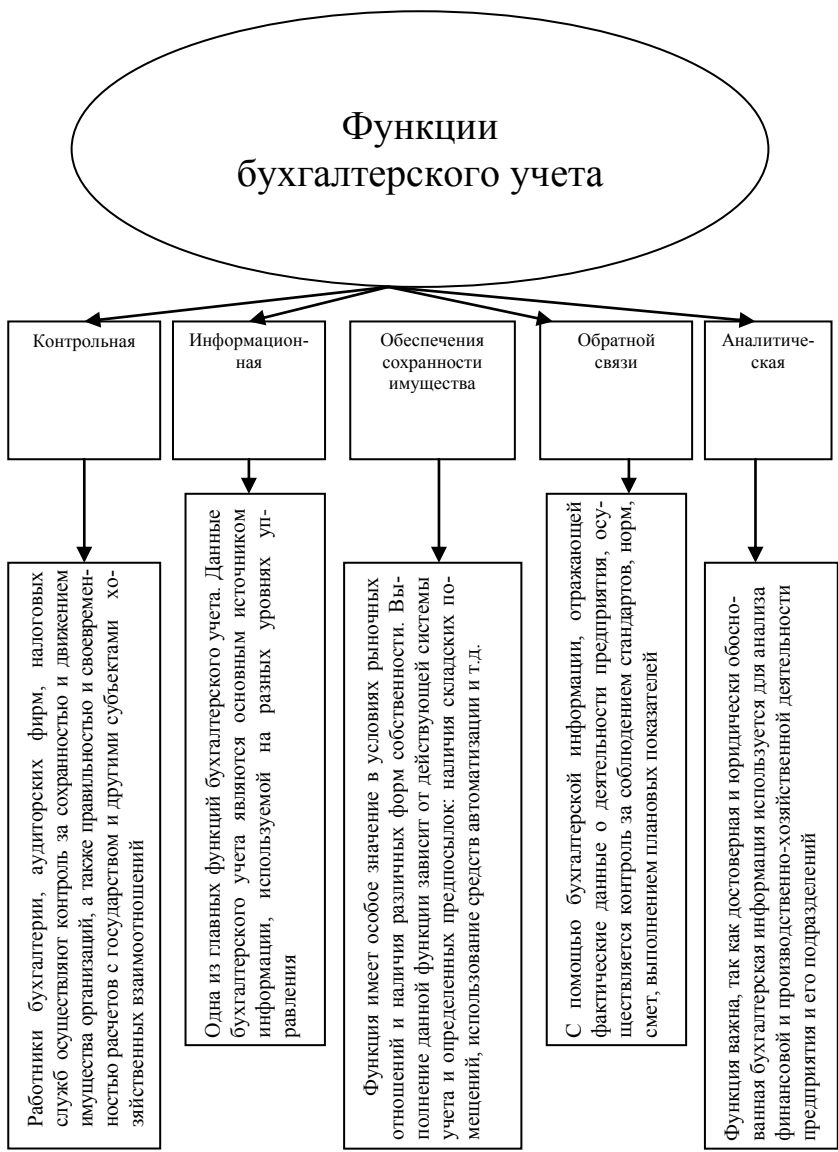 Функции
бухгалтерского учета
Контрольная
Информацион-
ная
Обеспечения
сохранности
имущества
Обратной
связи
Аналитиче-
ская
Работники бухгалтерии, аудиторских фирм, налоговых
служб осуществляют контроль за сохранностью и движением
имущества организаций, а также правильностью и своевремен-
ностью расчетов с государством и другими субъектами хо-
зяйственных взаимоотношений
Одна из главных функций бухгалтерского учета. Данные
бухгалтерского учета являются основным источником
информации, используемой на разных уровнях уп-
равления
Функция имеет особое значение в условиях рыночных
отношений и наличия различных форм собственности. Вы-
полнение данной функции зависит от действующей системы
учета и определенных предпосылок: наличия складских по-
мещений, использование средств автоматизации и т.д.
С помощью бухгалтерской информации, отражающей
фактические данные о деятельности предприятия, осу-
ществляется контроль за соблюдением стандартов, норм,
смет, выполнением плановых показателей
Функция важна, так как достоверная и юридически обосно-
ванная бухгалтерская информация используется для анализа
финансовой и производственно-хозяйственной деятельности
предприятия и его подразделений